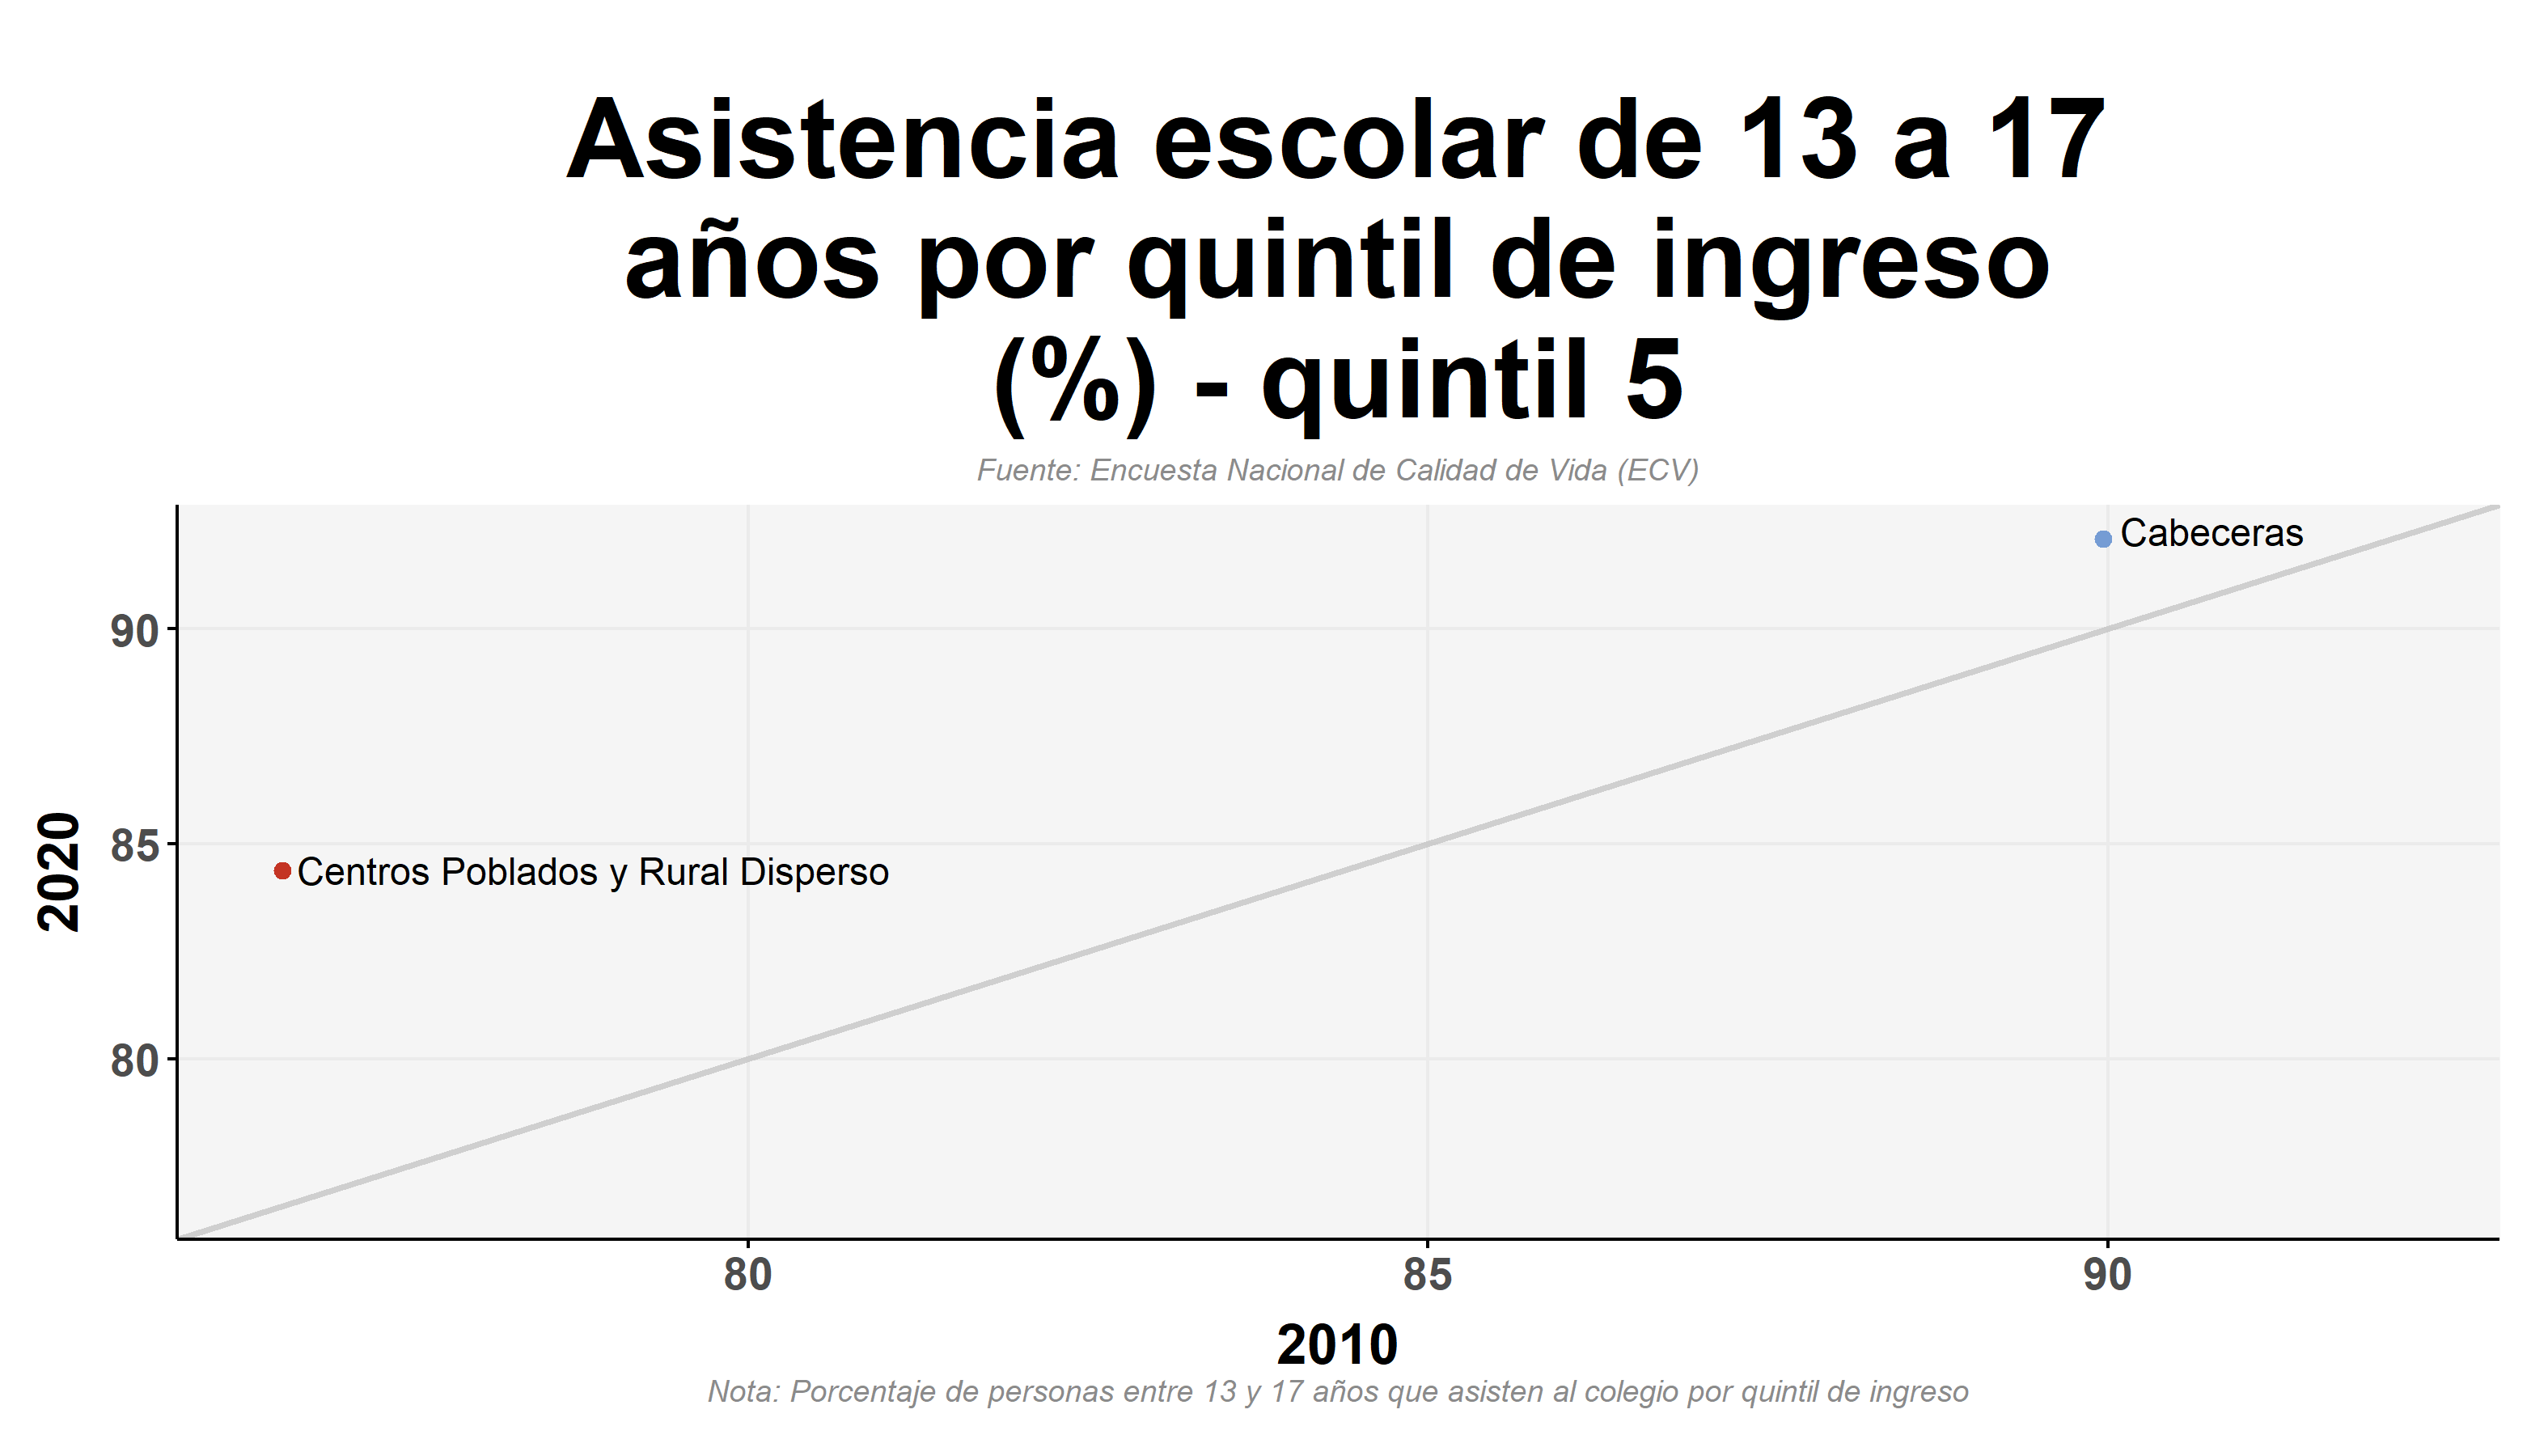 Asistencia escolar de 13 a 17
años por quintil de ingreso
(%) - quintil 5
Fuente: Encuesta Nacional de Calidad de Vida (ECV)
Cabeceras
90
85
Centros Poblados y Rural Disperso
2020
80
80 85 90
2010
Nota: Porcentaje de personas entre 13 y 17 años que asisten al colegio por quintil de ingreso